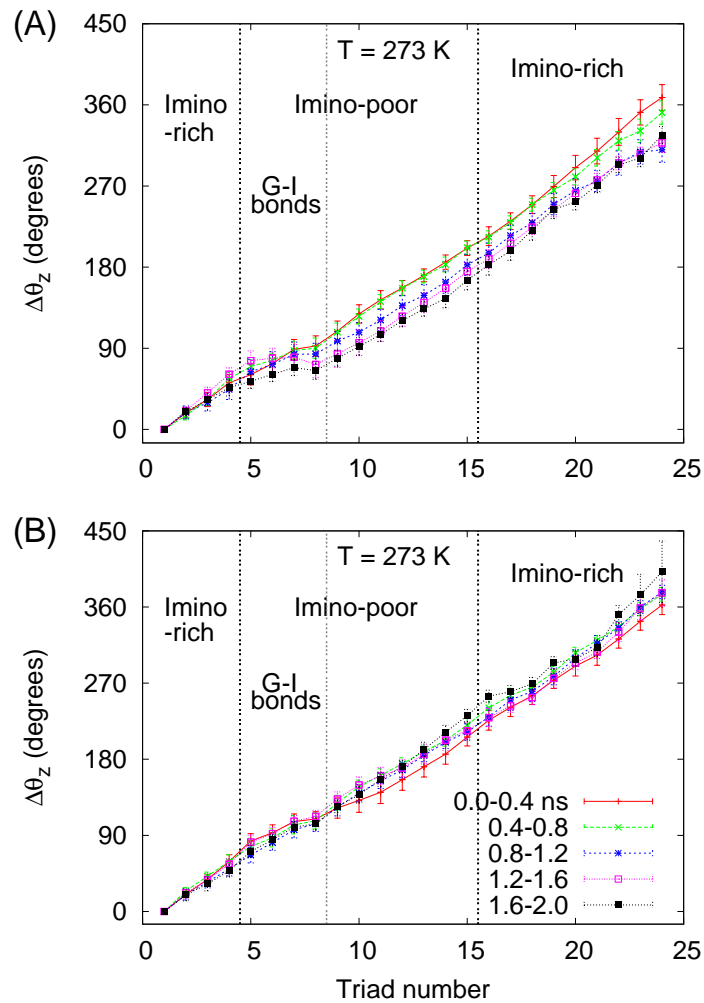 (A)
450
360
270
180
90
0
Δθz (degrees)
T = 273 K
Imino-rich
Imino
-rich
Imino-poor
G-I
bonds
0 5 10 15 20 25
(B)
450
360
270
180
90
0
Δθz (degrees)
T = 273 K
Imino-rich
Imino
-rich
Imino-poor
G-I
bonds
0.0-0.4 ns
0.4-0.8
0.8-1.2
1.2-1.6
1.6-2.0
0 5 10 15 20 25
Triad number